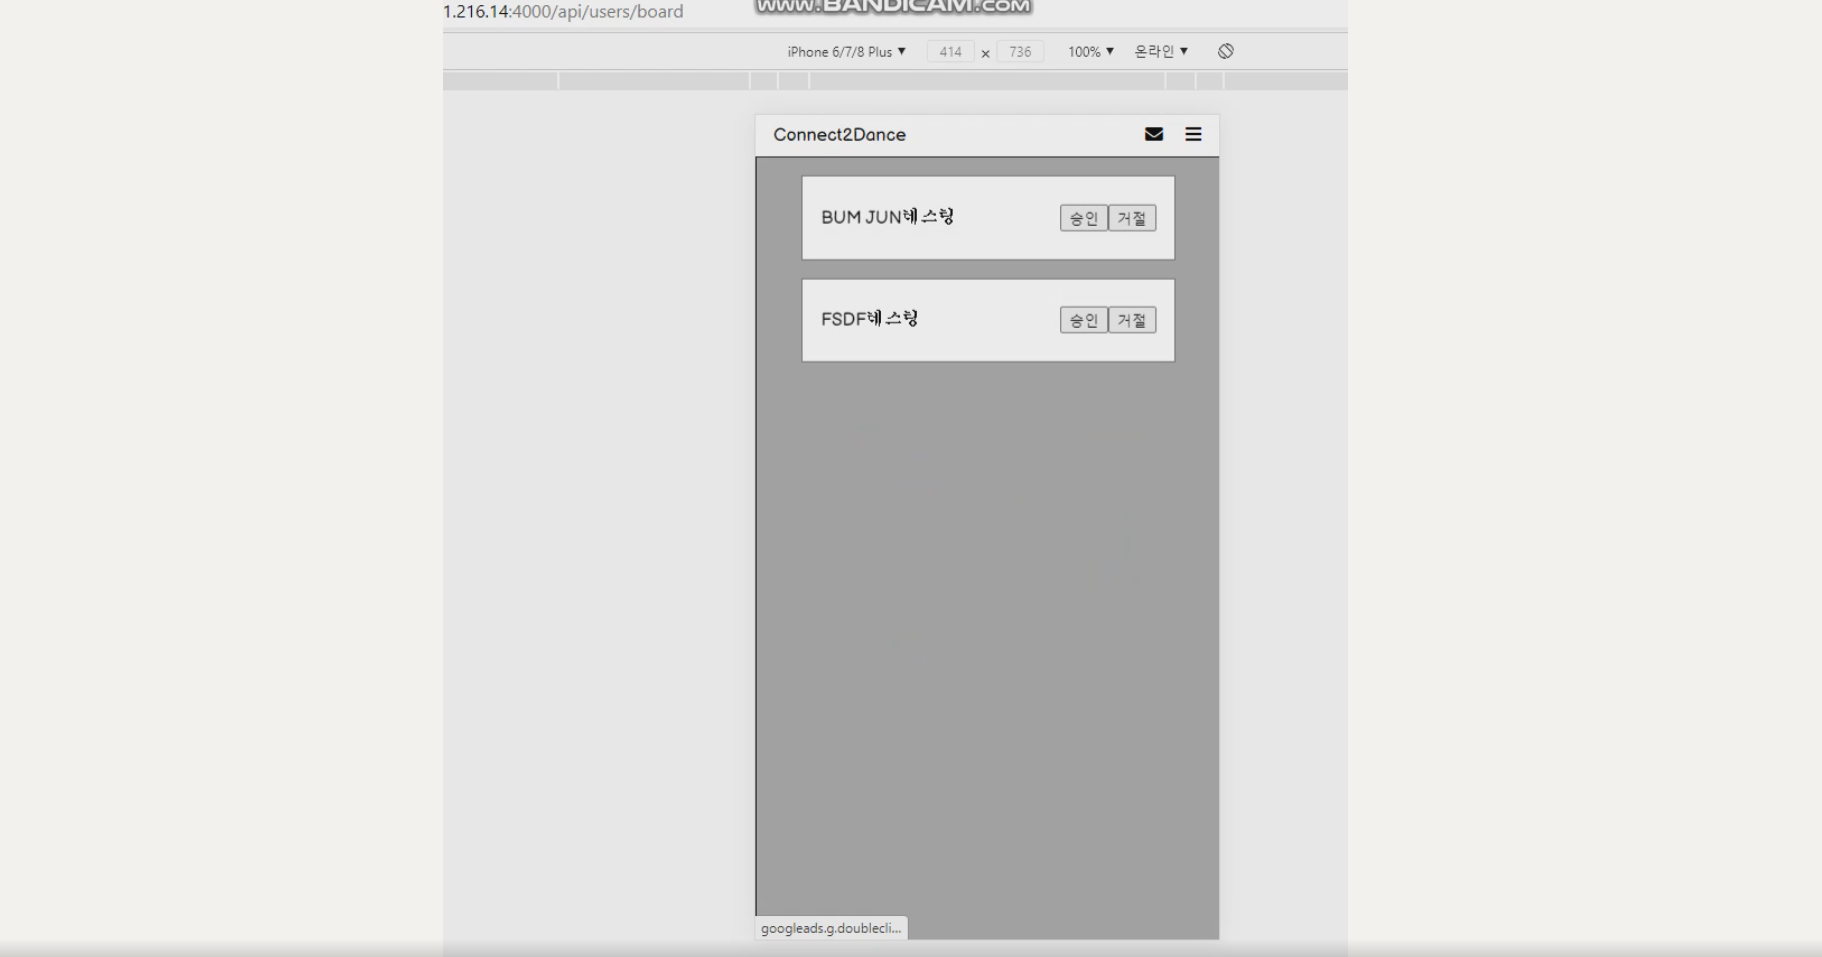 1.216.14:4000/api/users/board
WWW.BANDICAM.COM
iPhone 6/7/8 Plus ▼ 414 x 736 100% ▼ 온라인 ▼
Connect2Dance
BUM JUN테스팅 승인 거절
FSDF테스팅 승인 거절
googleads.g.doublecli...